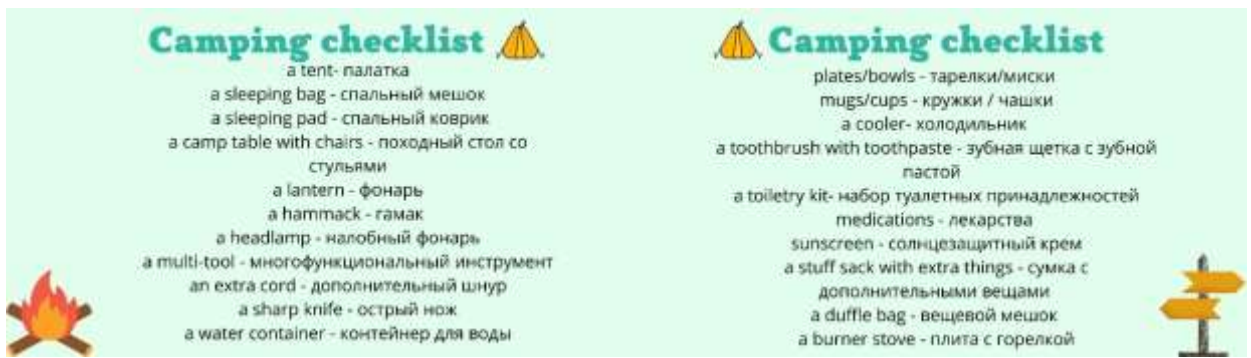 Camping checklist
a tent- палатка
a sleeping bag - спальный мешок
a sleeping pad - спальный коврик
a camp table with chairs - походный стол со
стульями
a lantern - фонарь
a hammack - гамак
a headlamp - налобный фонарь
a multi-tool - многофункциональный инструмент
an extra cord - дополнительный шнур
a sharp knife - острый нож
a water container - контейнер для воды
Camping checklist
plates/bowls - тарелки/миски
mugs/cups - кружки / чашки
a cooler- холодильник
a toothbrush with toothpaste - зубная щетка с зубной
пастой
a toiletry kit- набор туалетных принадлежностей
medications - лекарства
sunscreen - солнцезащитный крем
a stuff sack with extra things - сумка с
дополнительными вещами
a duffle bag - вещевой мешок
a burner stove - плита с горелкой